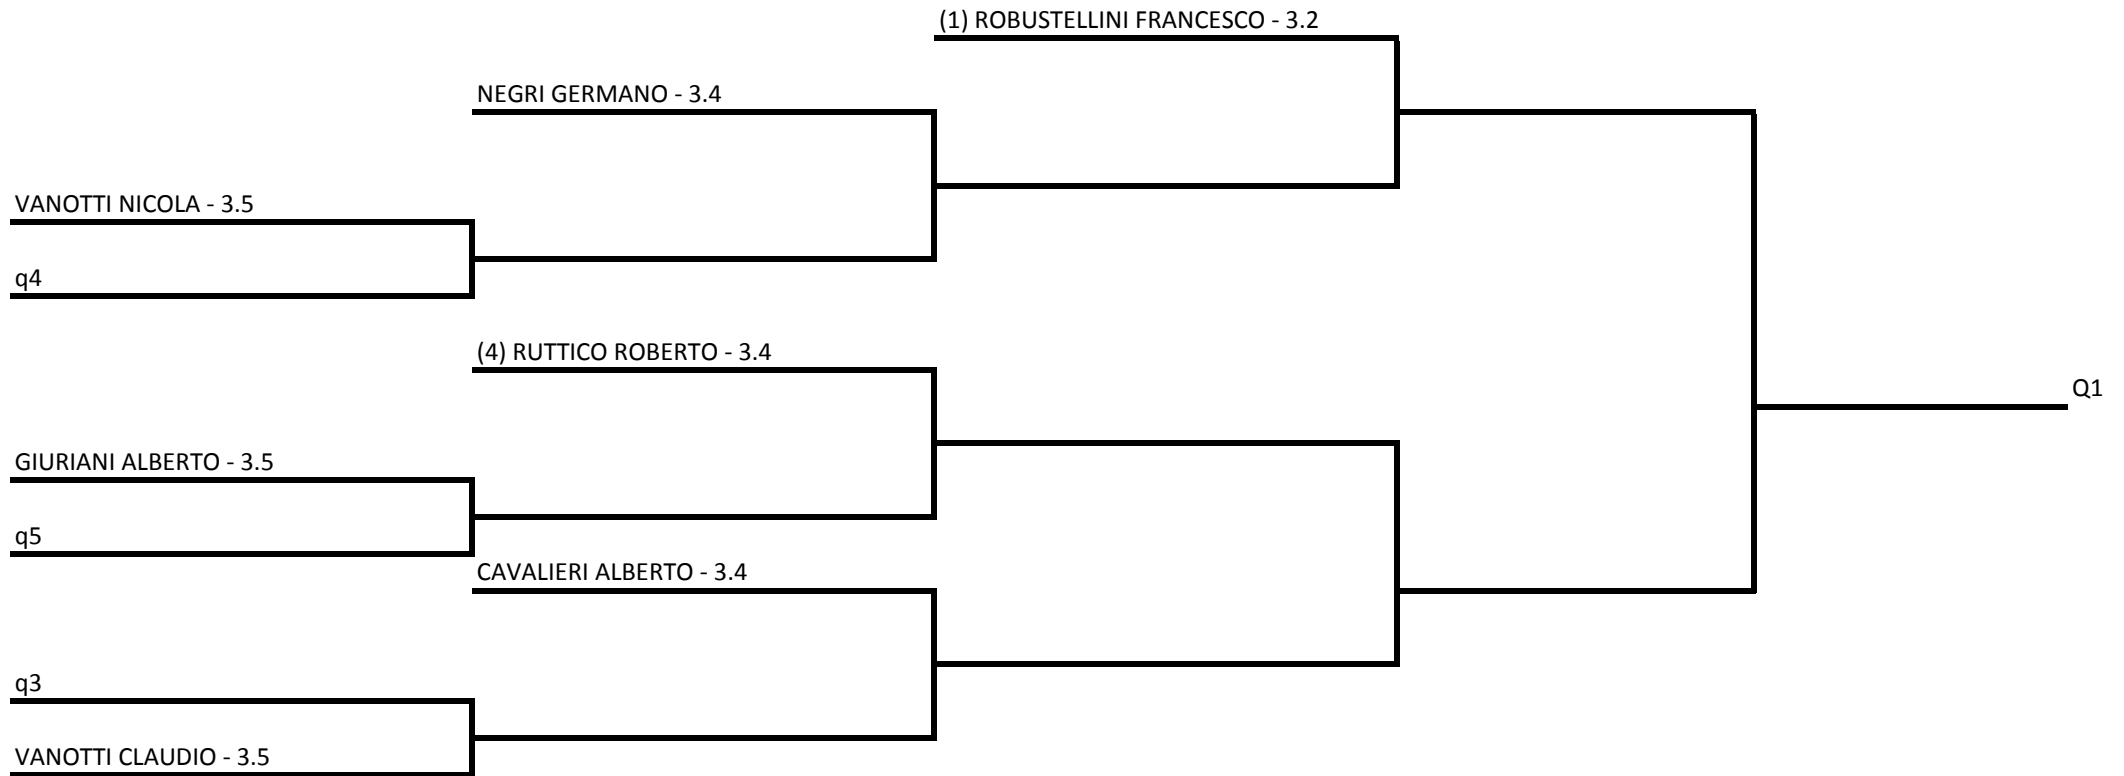 (1) ROBUSTELLINI FRANCESCO - 3.2
NEGRI GERMANO - 3.4
VANOTTI NICOLA - 3.5
q4
(4) RUTTICO ROBERTO - 3.4
Q1
GIURIANI ALBERTO - 3.5
q5
CAVALIERI ALBERTO - 3.4
q3
VANOTTI CLAUDIO - 3.5